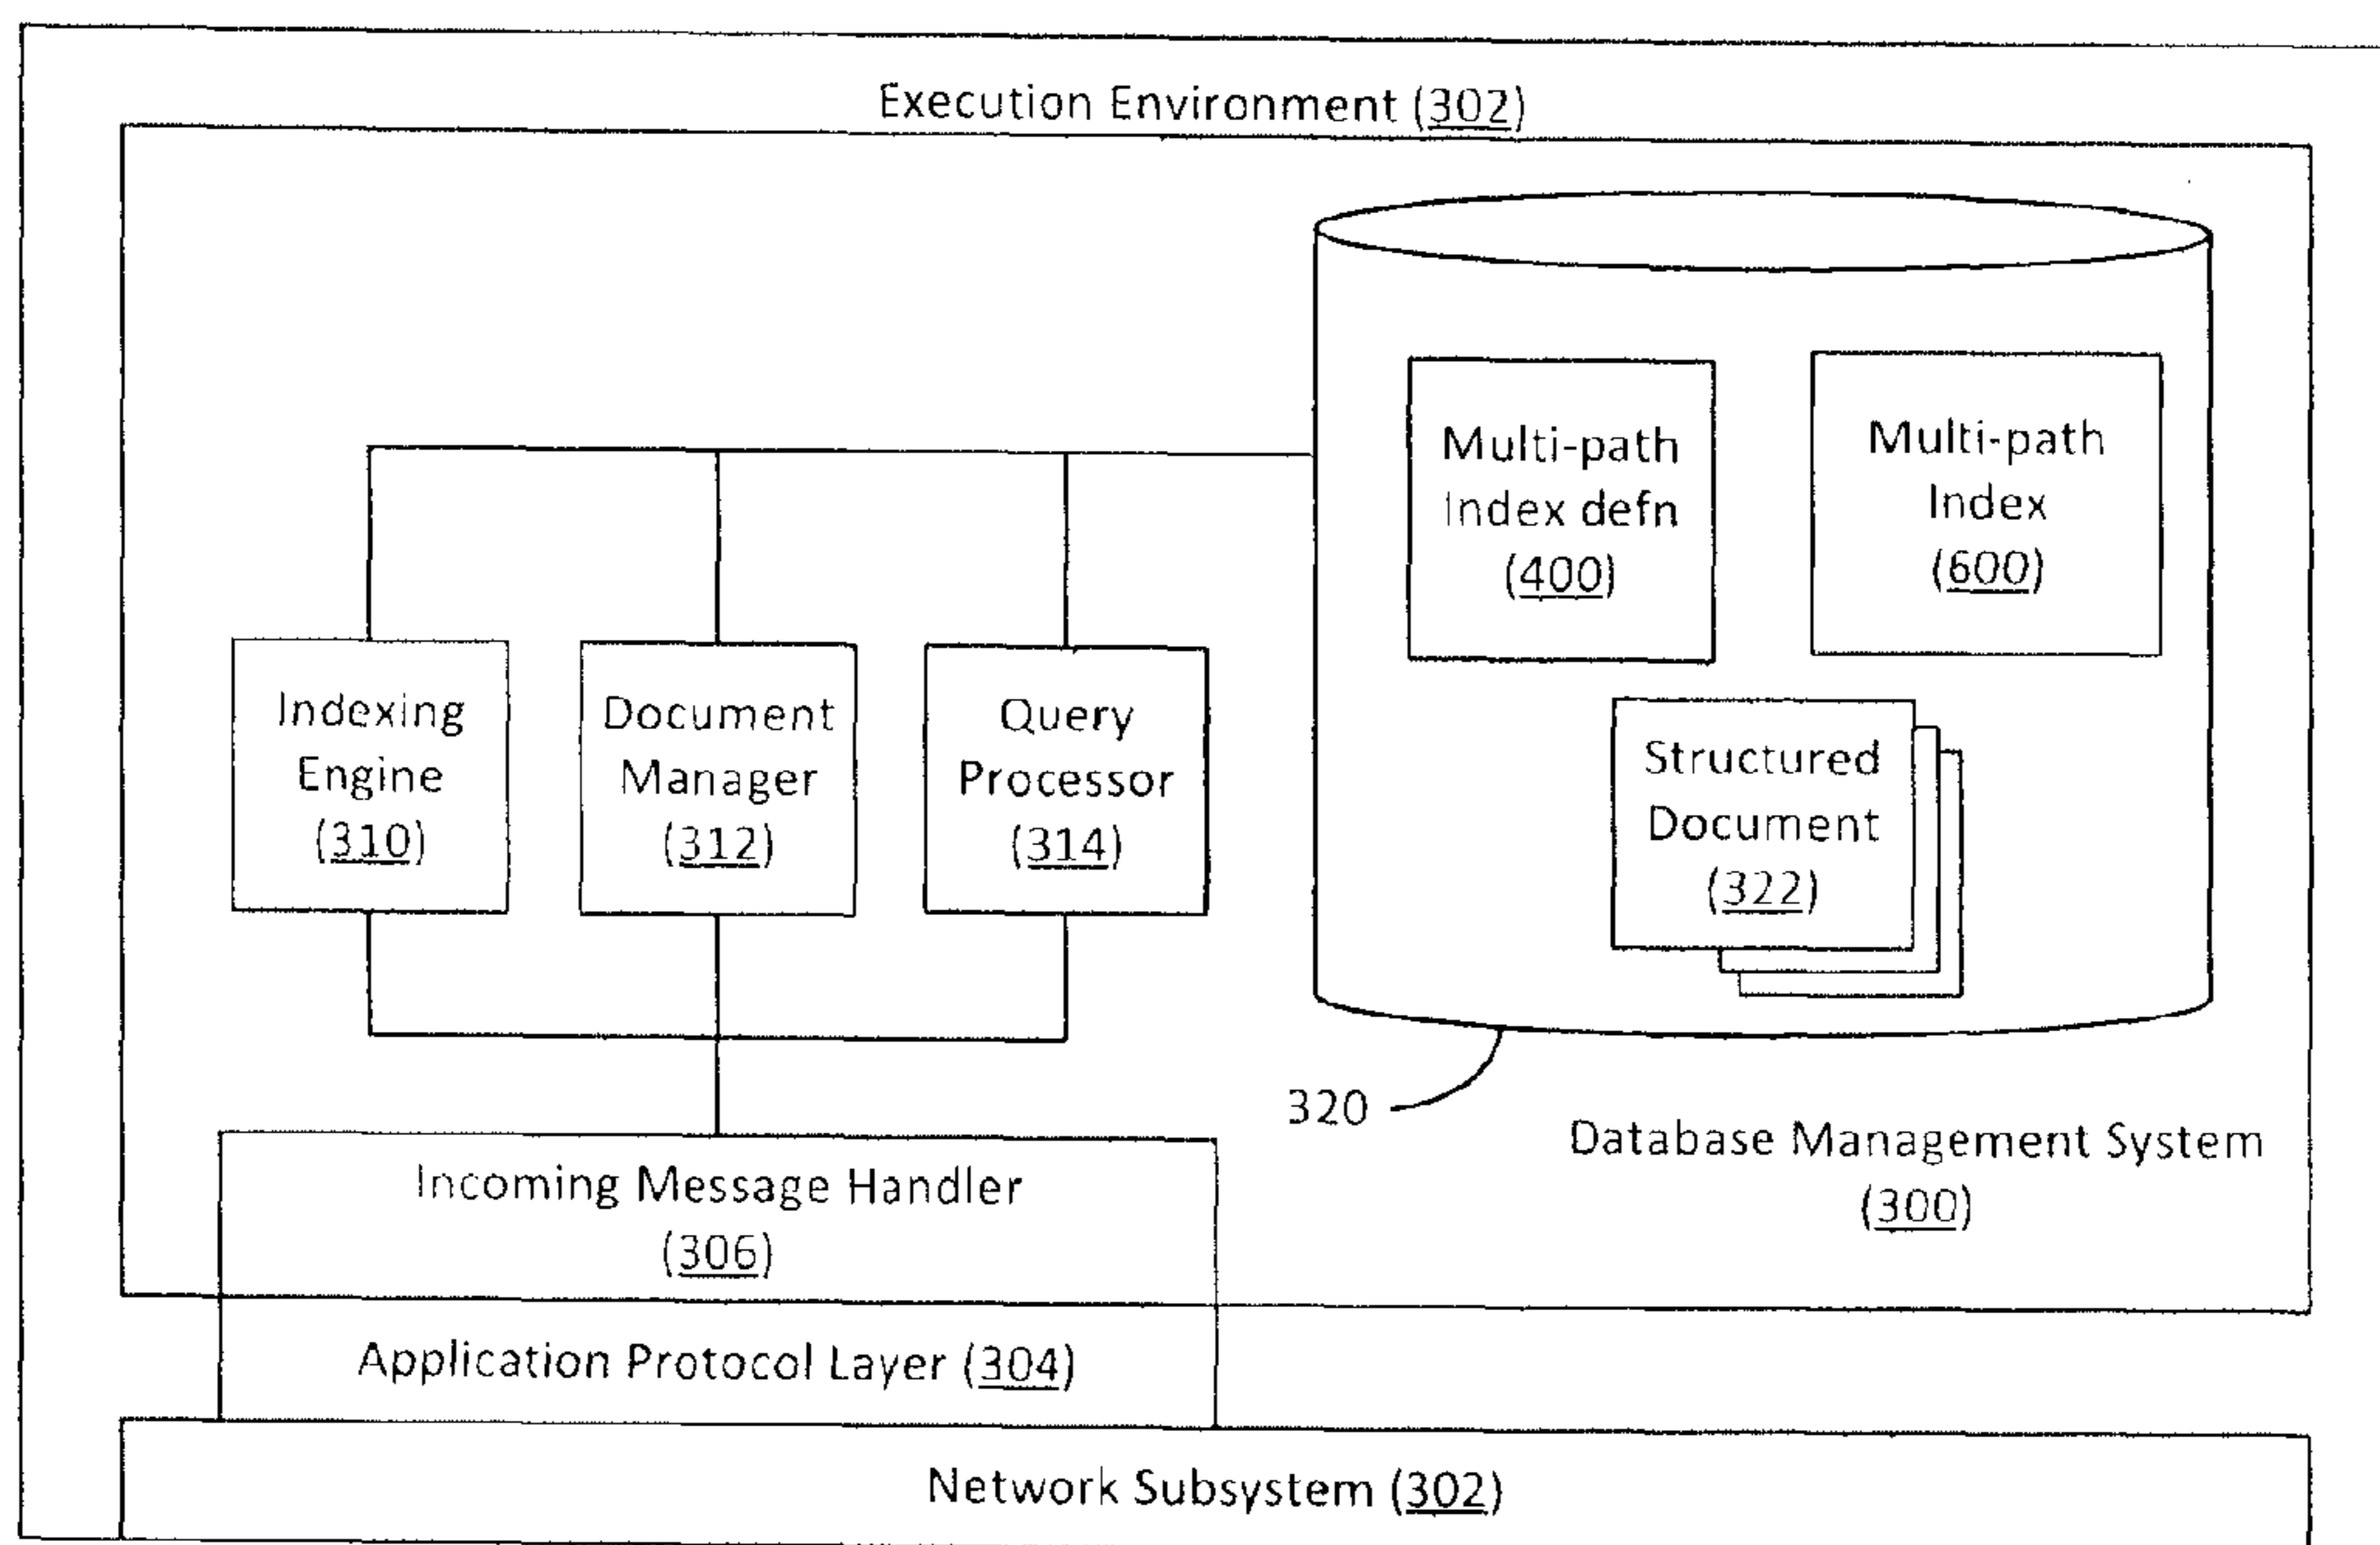 Execution Environment (302)
Multi-path
Index defn
(400)
Multi-path
Index
(600)
Indexing
Engine
(310)
Document
Manager
(312)
Query
Processor
(314)
Structured
Document
(322)
320
Database Management System
(300)
Incoming Message Handler
(306)
Application Protocol Layer (304)
Network Subsystem (302)